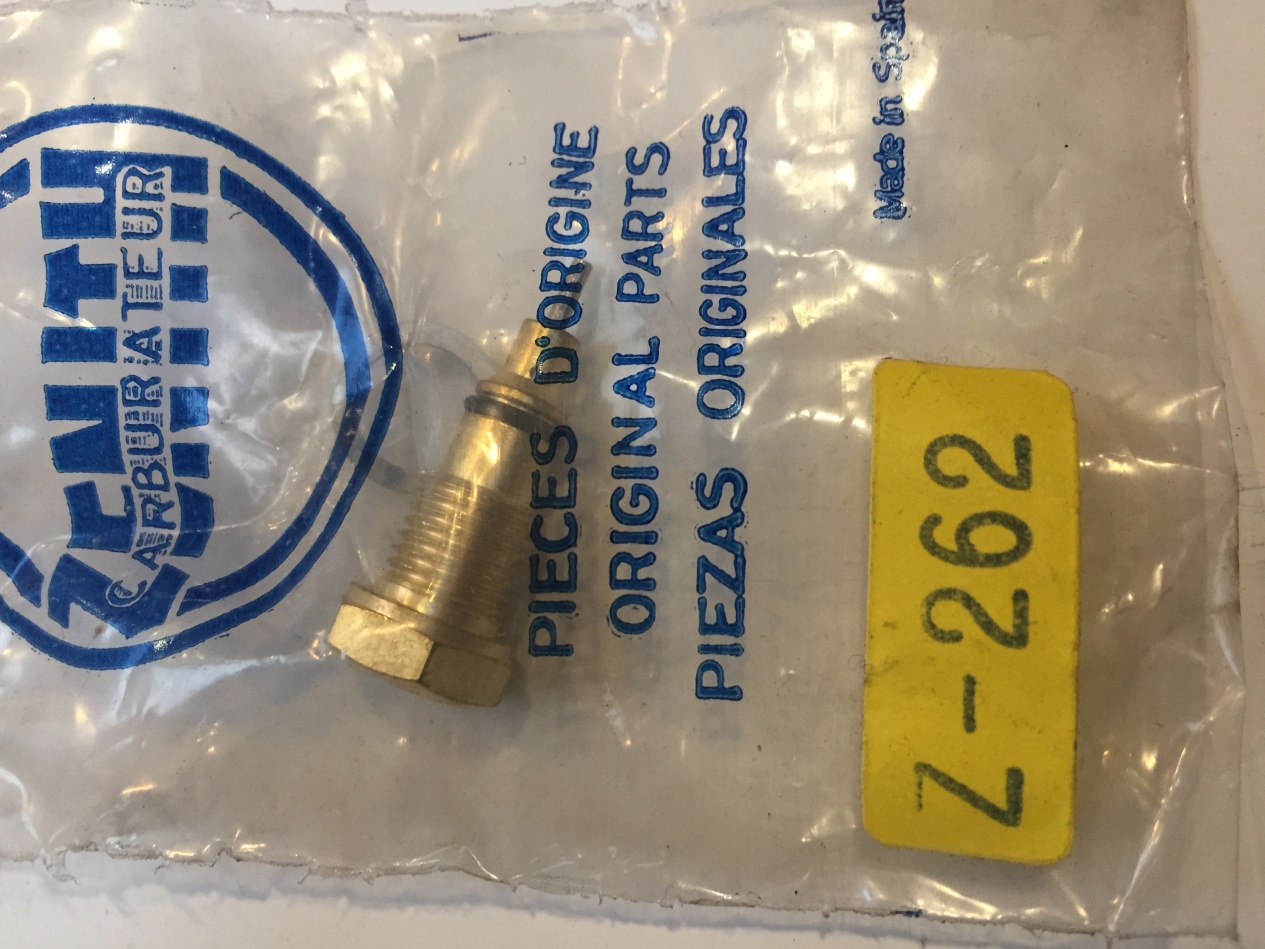 ZENITH
CARBURATEUR
PIECES D'ORIGINE
ORIGINAL PARTS
PIEZAS ORIGINALES
Made in Spain
Z-262